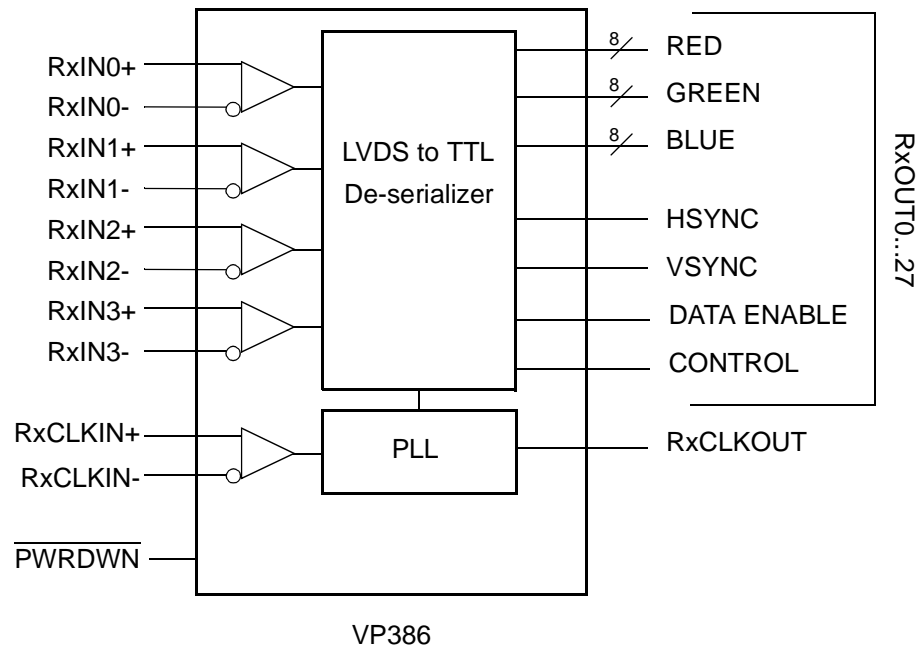 RxIN0+
RxIN0-
RxIN1+
RxIN1-
RxIN2+
RxIN2-
RxIN3+
RxIN3-
RxCLKIN+
RxCLKIN-
PWRDWN
LVDS to TTL
De-serializer
PLL
8 RED
8 GREEN
8 BLUE
HSYNC
VSYNC
DATA ENABLE
CONTROL
RxCLKOUT
RxOUT0...27
VP386